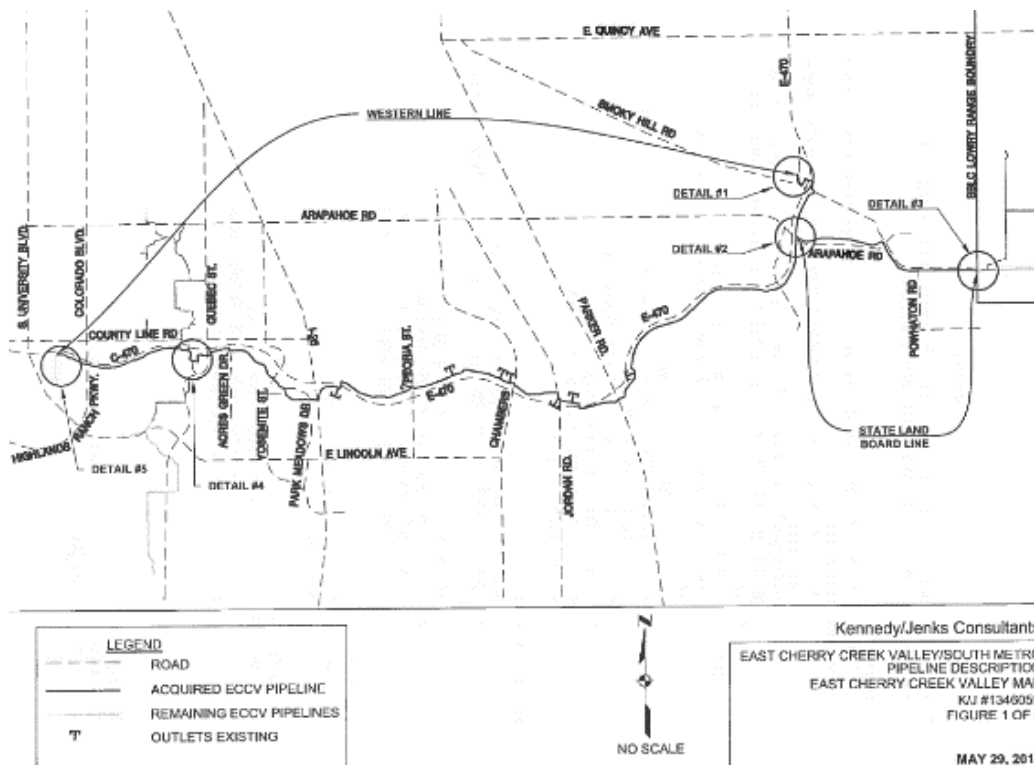 E. QUINCY AVE
E-470
SBLC LOWRY RANGE BOUNDRY
WESTERN LINE
SMOKY HILL RD
DETAIL #1
DETAIL #3
ARAPAHOE RD
DETAIL #2
ARAPAHOE RD
S. UNIVERSITY BLVD.
COLORADO BLVD.
QUEBEC ST.
COUNTY LINE RD
C-470
I-25
PEORIA ST.
PARKER RD.
E-470
POWHATON RD
HIGHLANDS RANCH PKWY.
ACRES GREEN DR.
YOSEMITE ST.
PARK MEADOWS DR
E-470
CHAMBERS
JORDAN RD.
E LINCOLN AVE
STATE LAND
BOARD LINE
DETAIL #5
DETAIL #4
LEGEND
ROAD
ACQUIRED ECCV PIPELINE
REMAINING ECCV PIPELINES
T OUTLETS EXISTING
N
NO SCALE
Kennedy/Jenks Consultants
EAST CHERRY CREEK VALLEY/SOUTH METRO
PIPELINE DESCRIPTION
EAST CHERRY CREEK VALLEY MAP
K/J #1346055
FIGURE 1 OF
MAY 29, 201